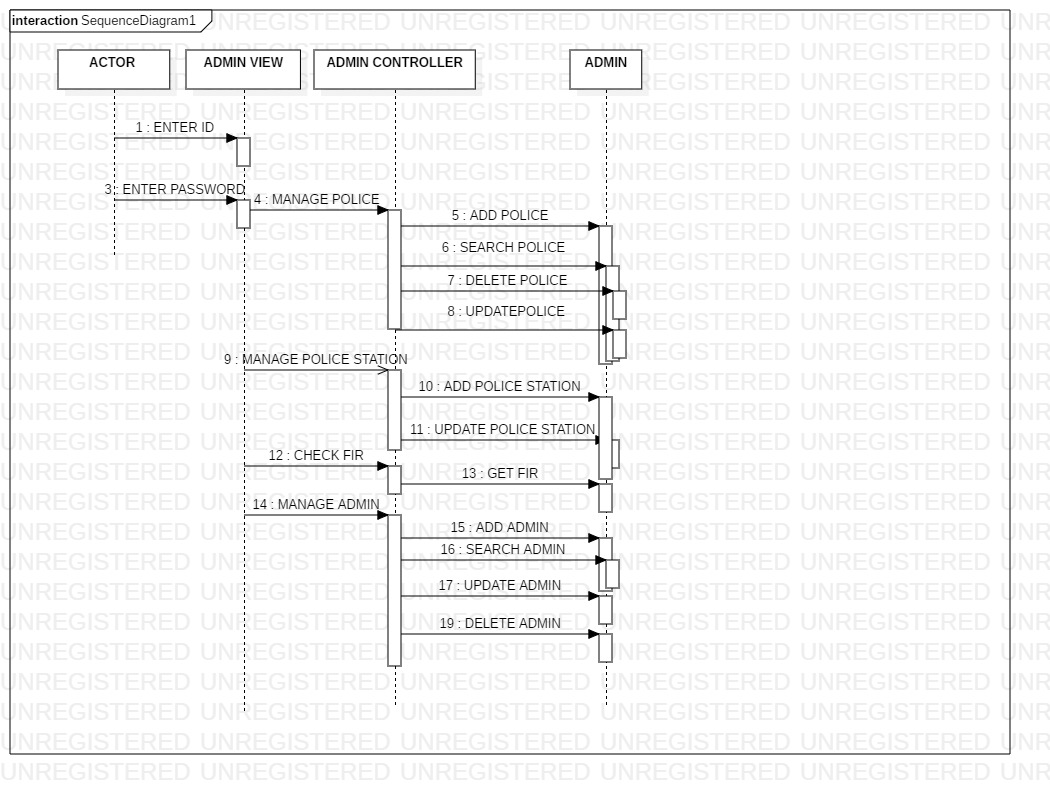 interaction SequenceDiagram1
ACTOR
ADMIN VIEW
ADMIN CONTROLLER
ADMIN
1 : ENTER ID
3 : ENTER PASSWORD
4 : MANAGE POLICE
5 : ADD POLICE
6 : SEARCH POLICE
7 : DELETE POLICE
8 : UPDATEPOLICE
9 : MANAGE POLICE STATION
10 : ADD POLICE STATION
11 : UPDATE POLICE STATION
12 : CHECK FIR
13 : GET FIR
14 : MANAGE ADMIN
15 : ADD ADMIN
16 : SEARCH ADMIN
17 : UPDATE ADMIN
19 : DELETE ADMIN
UNREGISTERED UNREGISTERED UNREGISTERED UNREGISTERED UNREGISTERED UNR